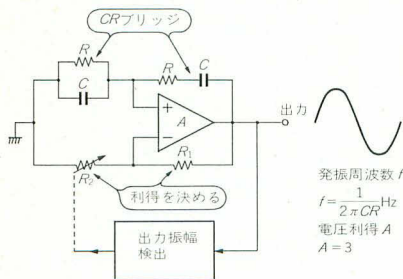 CRブリッジ
R
C
R
C
+
A
−
出力
R₂
R₁
利得を決める
出力振幅
検出
発振周波数 f
f=1/2πCR Hz
電圧利得A
A=3